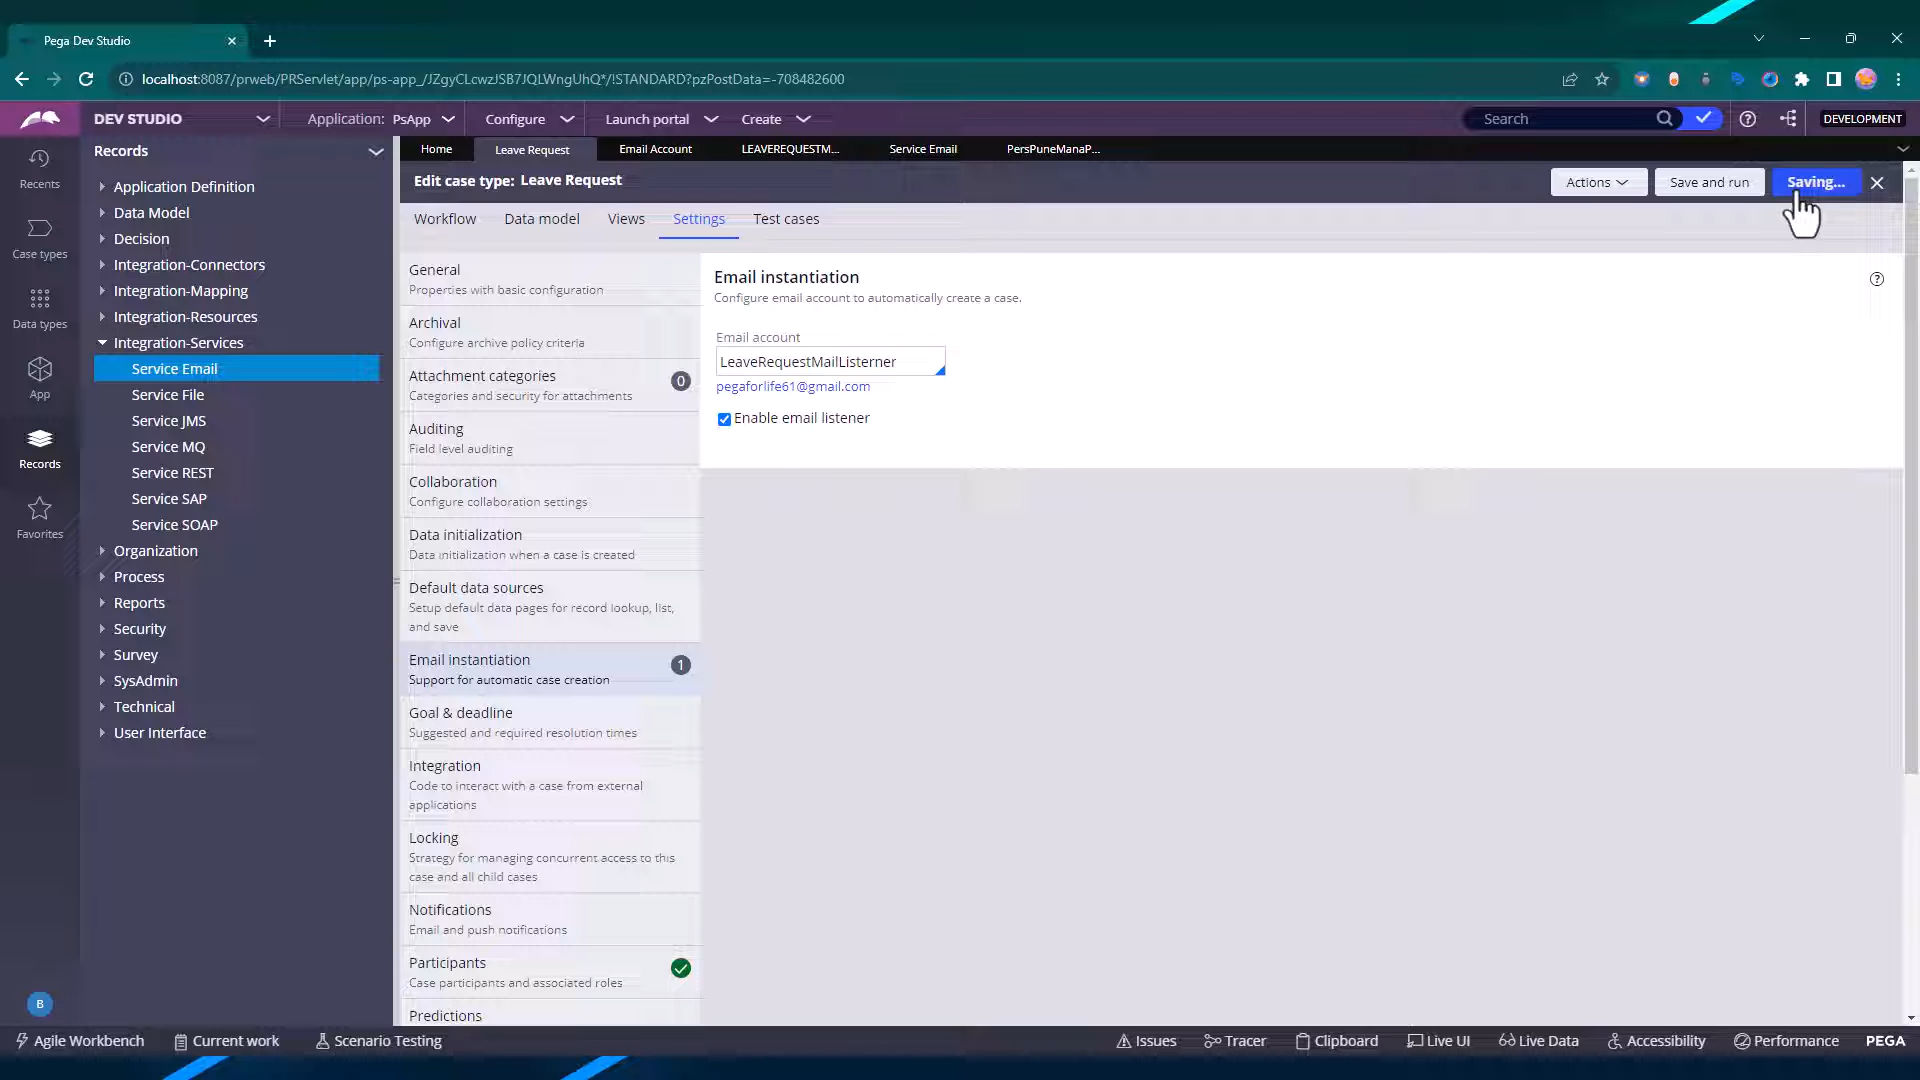 Pega Dev Studio
localhost:8087/prweb/PRServlet/app/ps-app_/JZgyCLcwzJSB7JQLWngUhQ*/!STANDARD?pzPostData=-708482600
DEV STUDIO
Application: PsApp
Configure
Launch portal
Create
Search
DEVELOPMENT
Recents
Case types
Data types
App
Records
Favorites
B
Records
Application Definition
Data Model
Decision
Integration-Connectors
Integration-Mapping
Integration-Resources
Integration-Services
Service Email
Service File
Service JMS
Service MQ
Service REST
Service SAP
Service SOAP
Organization
Process
Reports
Security
Survey
SysAdmin
Technical
User Interface
Home
Leave Request
Email Account
LEAVEREQUESTM...
Service Email
PersPuneManaP...
Edit case type: Leave Request
Actions
Save and run
Saving...
Workflow
Data model
Views
Settings
Test cases
General
Properties with basic configuration
Archival
Configure archive policy criteria
Attachment categories
Categories and security for attachments
0
Auditing
Field level auditing
Collaboration
Configure collaboration settings
Data initialization
Data initialization when a case is created
Default data sources
Setup default data pages for record lookup, list,
and save
Email instantiation
Support for automatic case creation
1
Goal & deadline
Suggested and required resolution times
Integration
Code to interact with a case from external
applications
Locking
Strategy for managing concurrent access to this
case and all child cases
Notifications
Email and push notifications
Participants
Case participants and associated roles
Predictions
Email instantiation
Configure email account to automatically create a case.
Email account
LeaveRequestMailListerner
pegaforlife61@gmail.com
Enable email listener
Agile Workbench
Current work
Scenario Testing
Issues
Tracer
Clipboard
Live UI
Live Data
Accessibility
Performance
PEGA